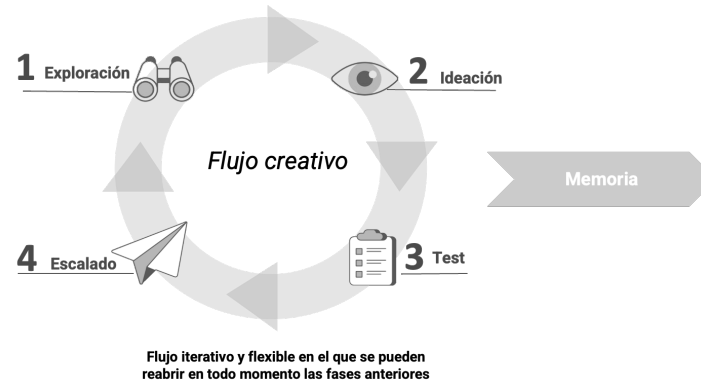 1 Exploración
2 Ideación
Flujo creativo
Memoria
4 Escalado
3 Test
Flujo iterativo y flexible en el que se pueden
reabrir en todo momento las fases anteriores